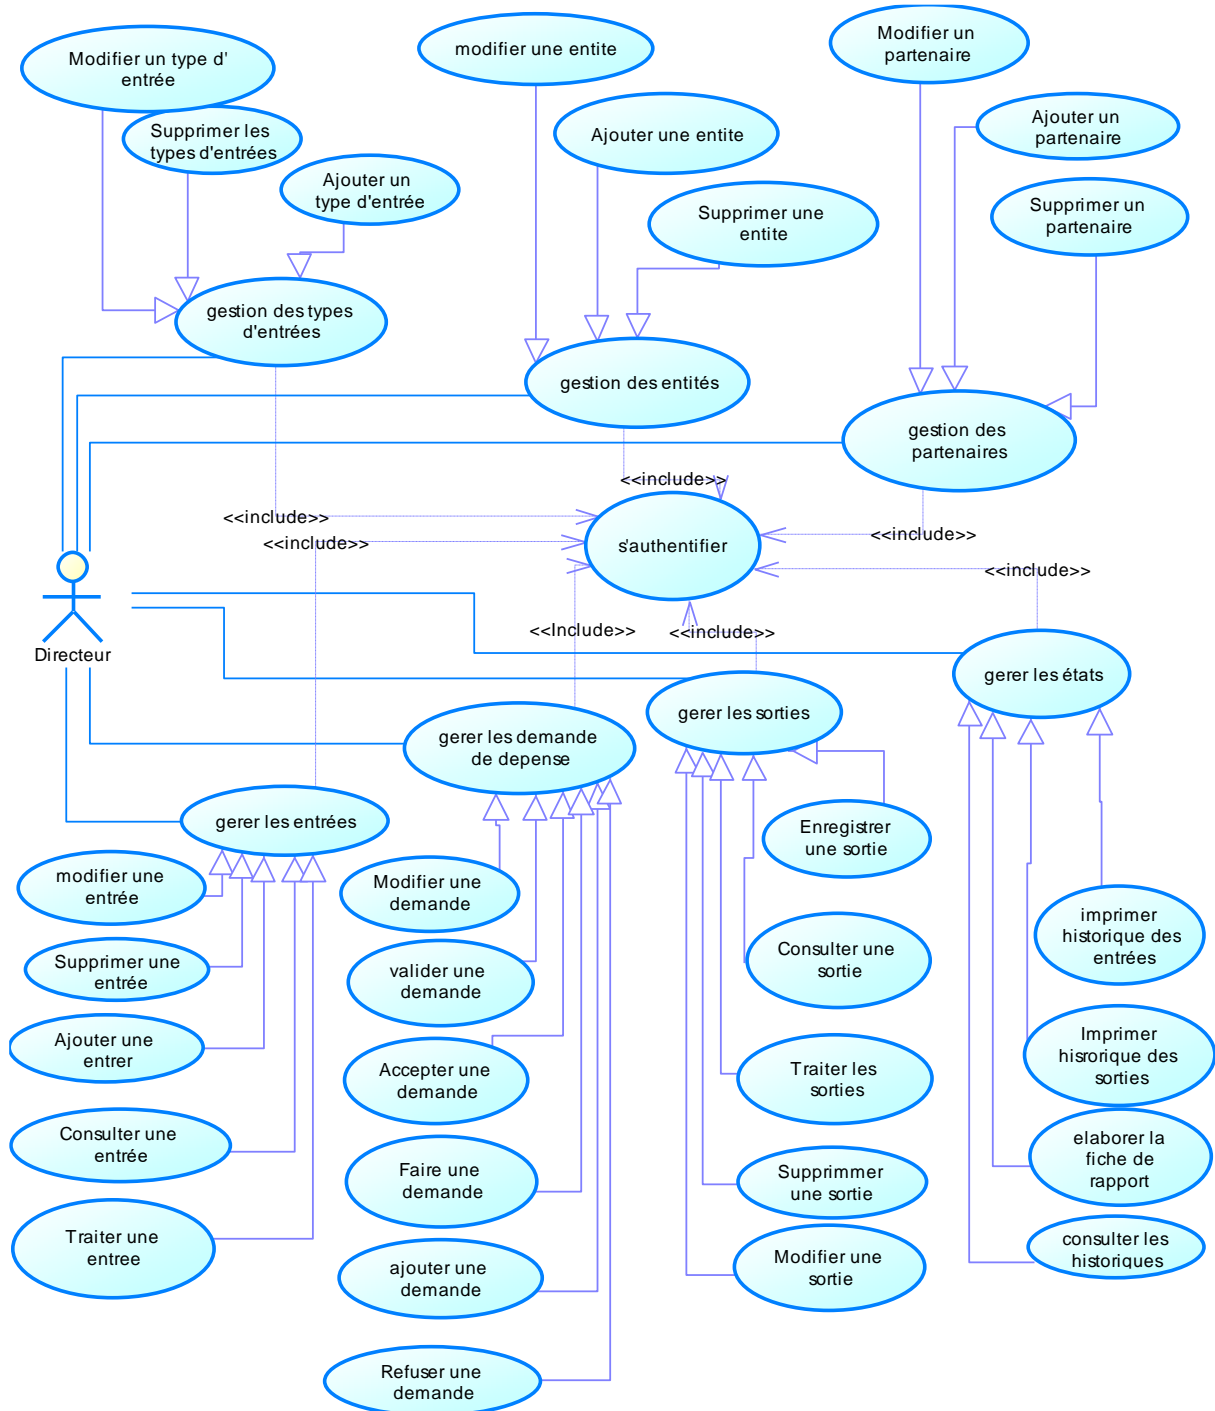 Modifier un type d'
entrée
modifier une entite
Modifier un
partenaire
Supprimer les
types d'entrées
Ajouter une entite
Ajouter un
partenaire
Ajouter un
type d'entrée
Supprimer une
entite
Supprimer un
partenaire
gestion des types
d'entrées
gestion des entités
gestion des
partenaires
<<include>>
<<include>>
<<include>>
<<include>>
s'authentifier
<<include>>
<<Include>>
<<include>>
Directeur
gerer les états
gerer les sorties
gerer les demande
de depense
gerer les entrées
Enregistrer
une sortie
modifier une
entrée
Modifier une
demande
imprimer
historique des
entrées
Supprimer une
entrée
valider une
demande
Consulter une
sortie
Ajouter une
entrer
Accepter une
demande
Traiter les
sorties
Imprimer
hisrorique des
sorties
Consulter une
entrée
Faire une
demande
Supprimmer
une sortie
elaborer la
fiche de
rapport
Traiter une
entree
ajouter une
demande
Modifier une
sortie
consulter les
historiques
Refuser une
demande